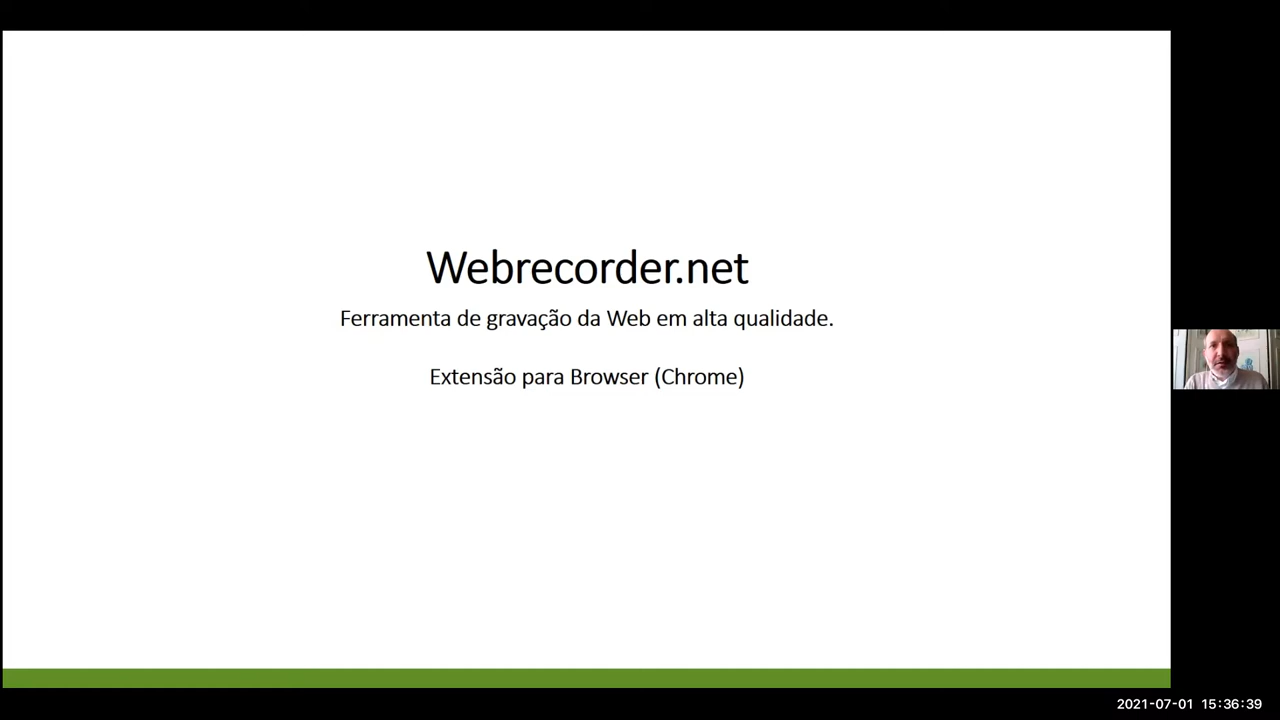 Webrecorder.net
Ferramenta de gravação da Web em alta qualidade.
Extensão para Browser (Chrome)
2021-07-01 15:36:39